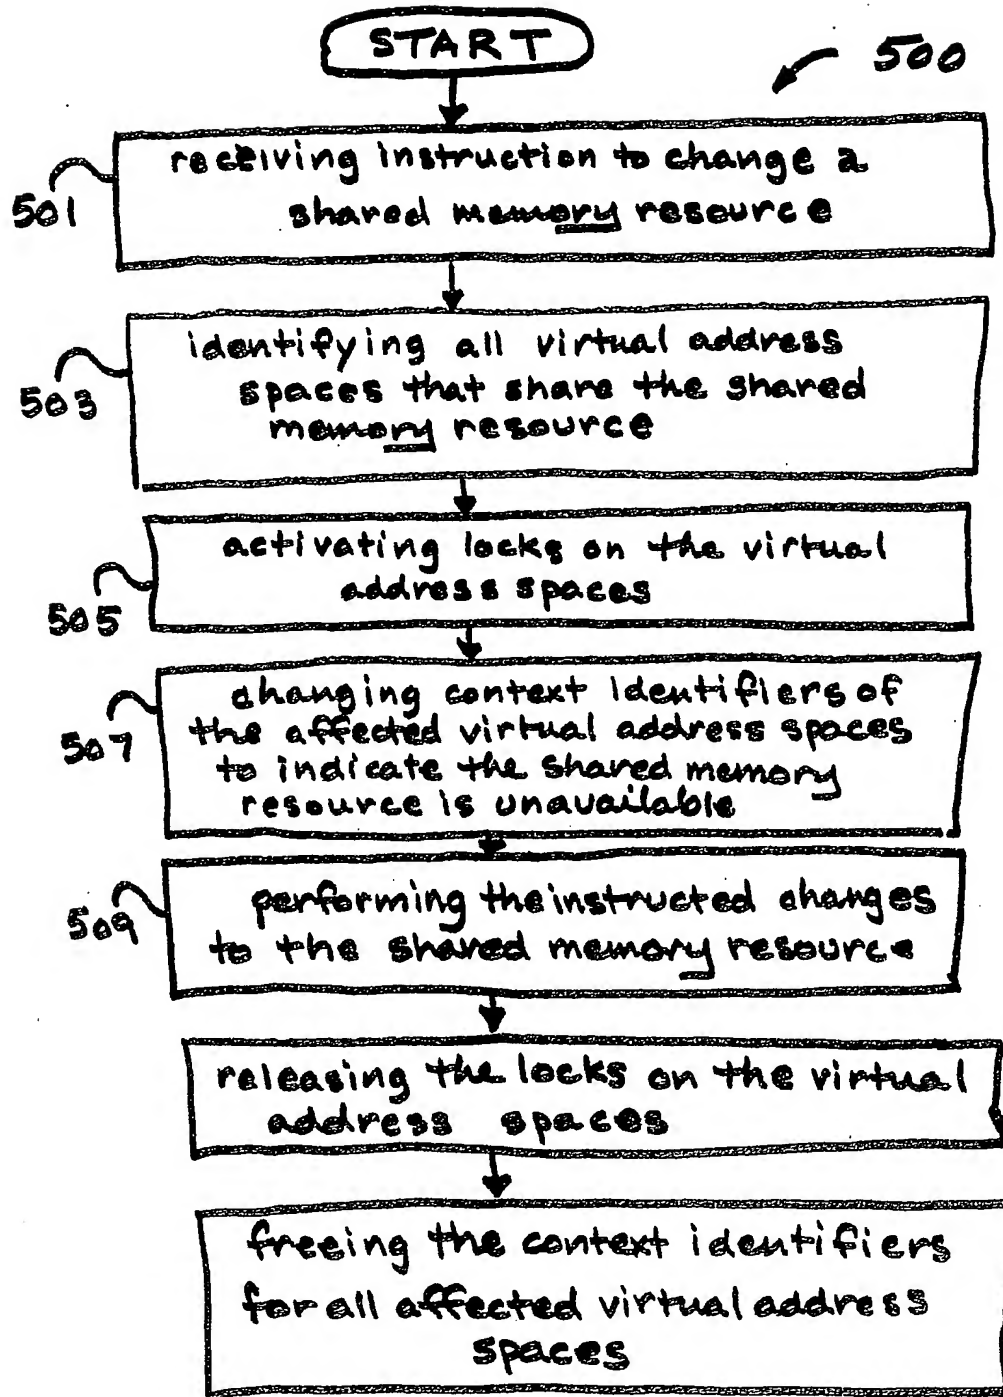 START
500
501
receiving instruction to change a
shared memory resource
503
identifying all virtual address
spaces that share the shared
memory resource
505
activating locks on the virtual
address spaces
507
changing context identifiers of
the affected virtual address spaces
to indicate the shared memory
resource is unavailable
509
performing the instructed changes
to the shared memory resource
releasing the locks on the virtual
address spaces
freeing the context identifiers
for all affected virtual address
spaces